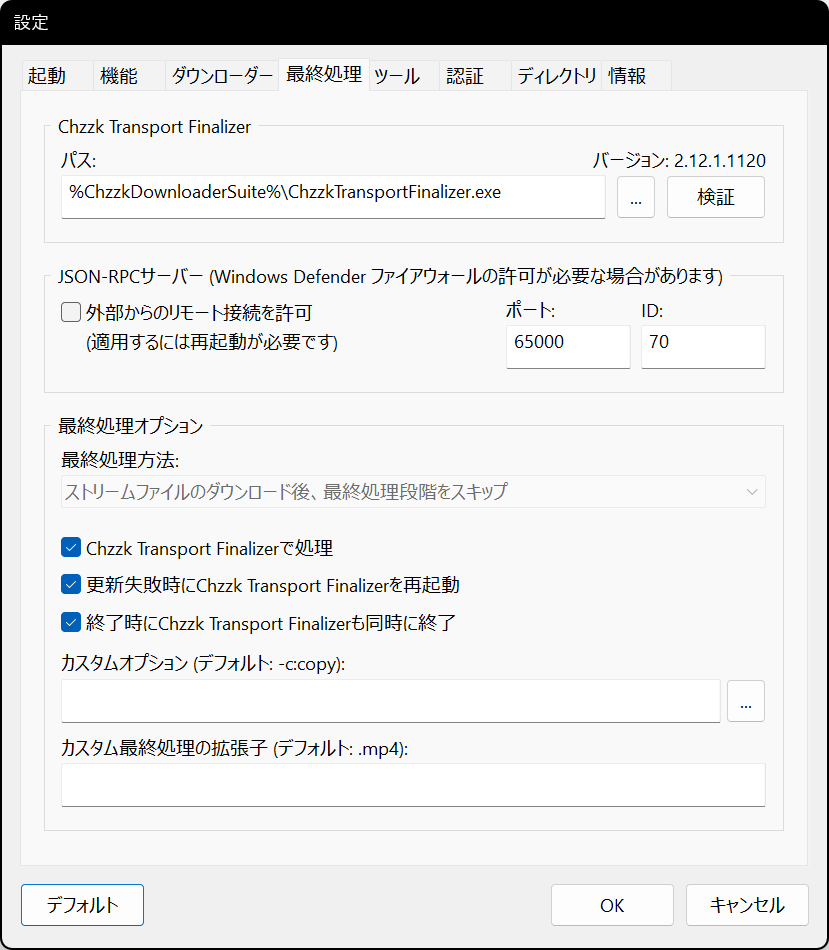 設定
起動 機能 ダウンローダー 最終処理 ツール 認証 ディレクトリ 情報
Chzzk Transport Finalizer
パス: バージョン: 2.12.1.1120
%ChzzkDownloaderSuite%\ChzzkTransportFinalizer.exe ... 検証
JSON-RPCサーバー (Windows Defender ファイアウォールの許可が必要な場合があります)
外部からのリモート接続を許可 ポート: ID:
(適用するには再起動が必要です) 65000 70
最終処理オプション
最終処理方法:
ストリームファイルのダウンロード後、最終処理段階をスキップ
Chzzk Transport Finalizerで処理
更新失敗時にChzzk Transport Finalizerを再起動
終了時にChzzk Transport Finalizerも同時に終了
カスタムオプション (デフォルト: -c:copy):
...
カスタム最終処理の拡張子 (デフォルト: .mp4):
デフォルト OK キャンセル